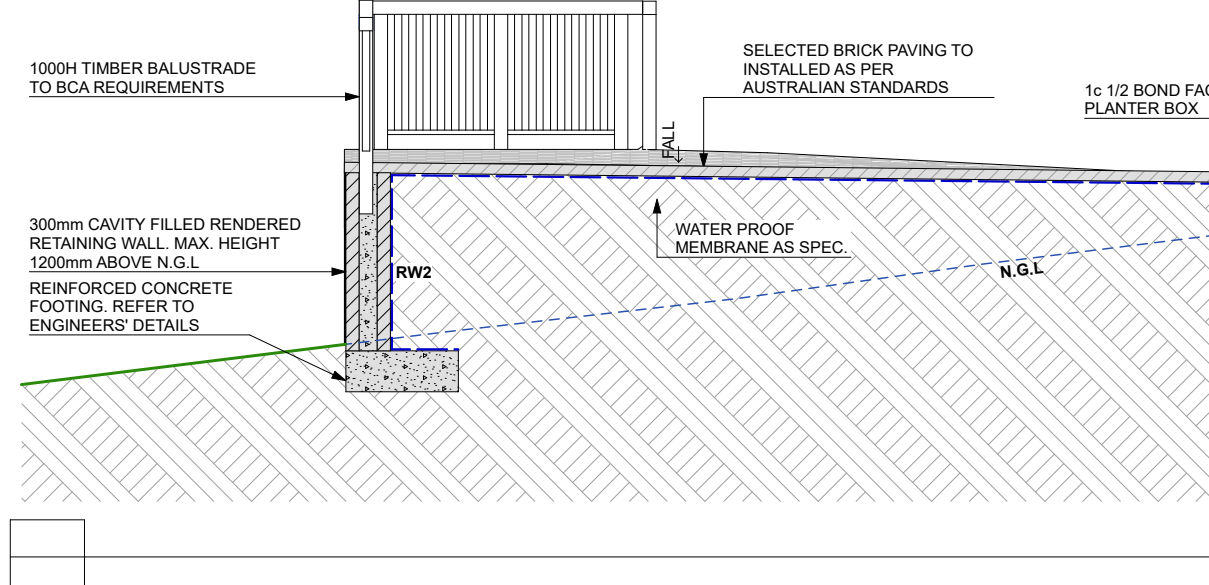 1000H TIMBER BALUSTRADE
TO BCA REQUIREMENTS
SELECTED BRICK PAVING TO
INSTALLED AS PER
AUSTRALIAN STANDARDS
1c 1/2 BOND FAC
PLANTER BOX
FALL
300mm CAVITY FILLED RENDERED
RETAINING WALL. MAX. HEIGHT
1200mm ABOVE N.G.L
REINFORCED CONCRETE
FOOTING. REFER TO
ENGINEERS' DETAILS
RW2
WATER PROOF
MEMBRANE AS SPEC.
N.G.L